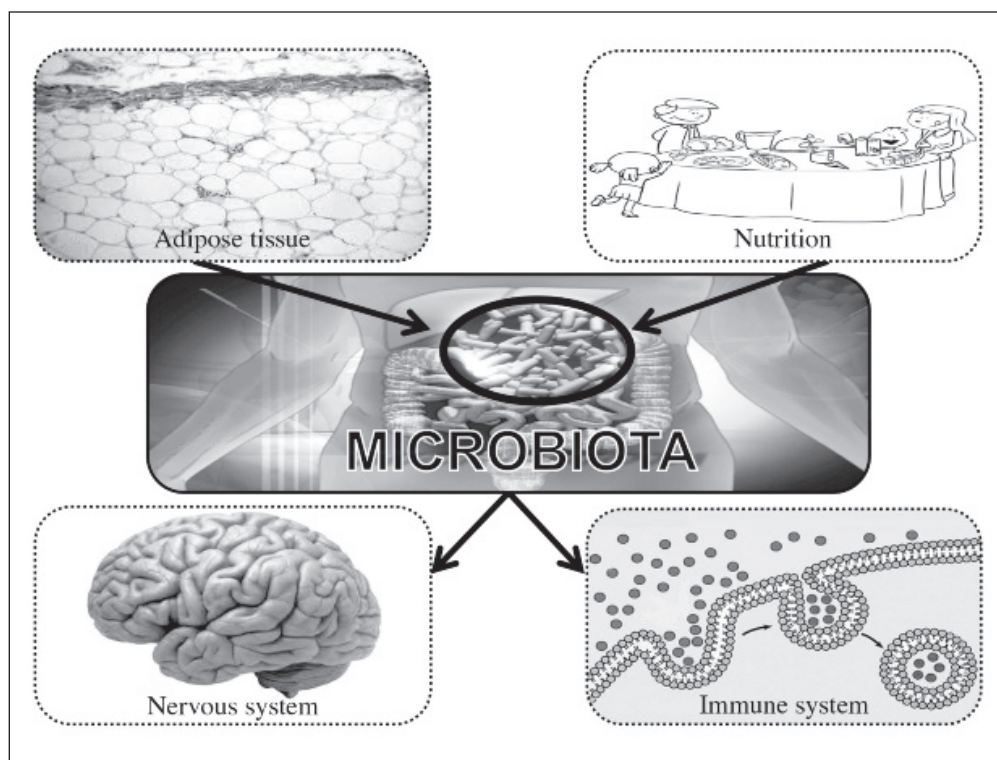 Adipose tissue
Nutrition
MICROBIOTA
Nervous system
Immune system